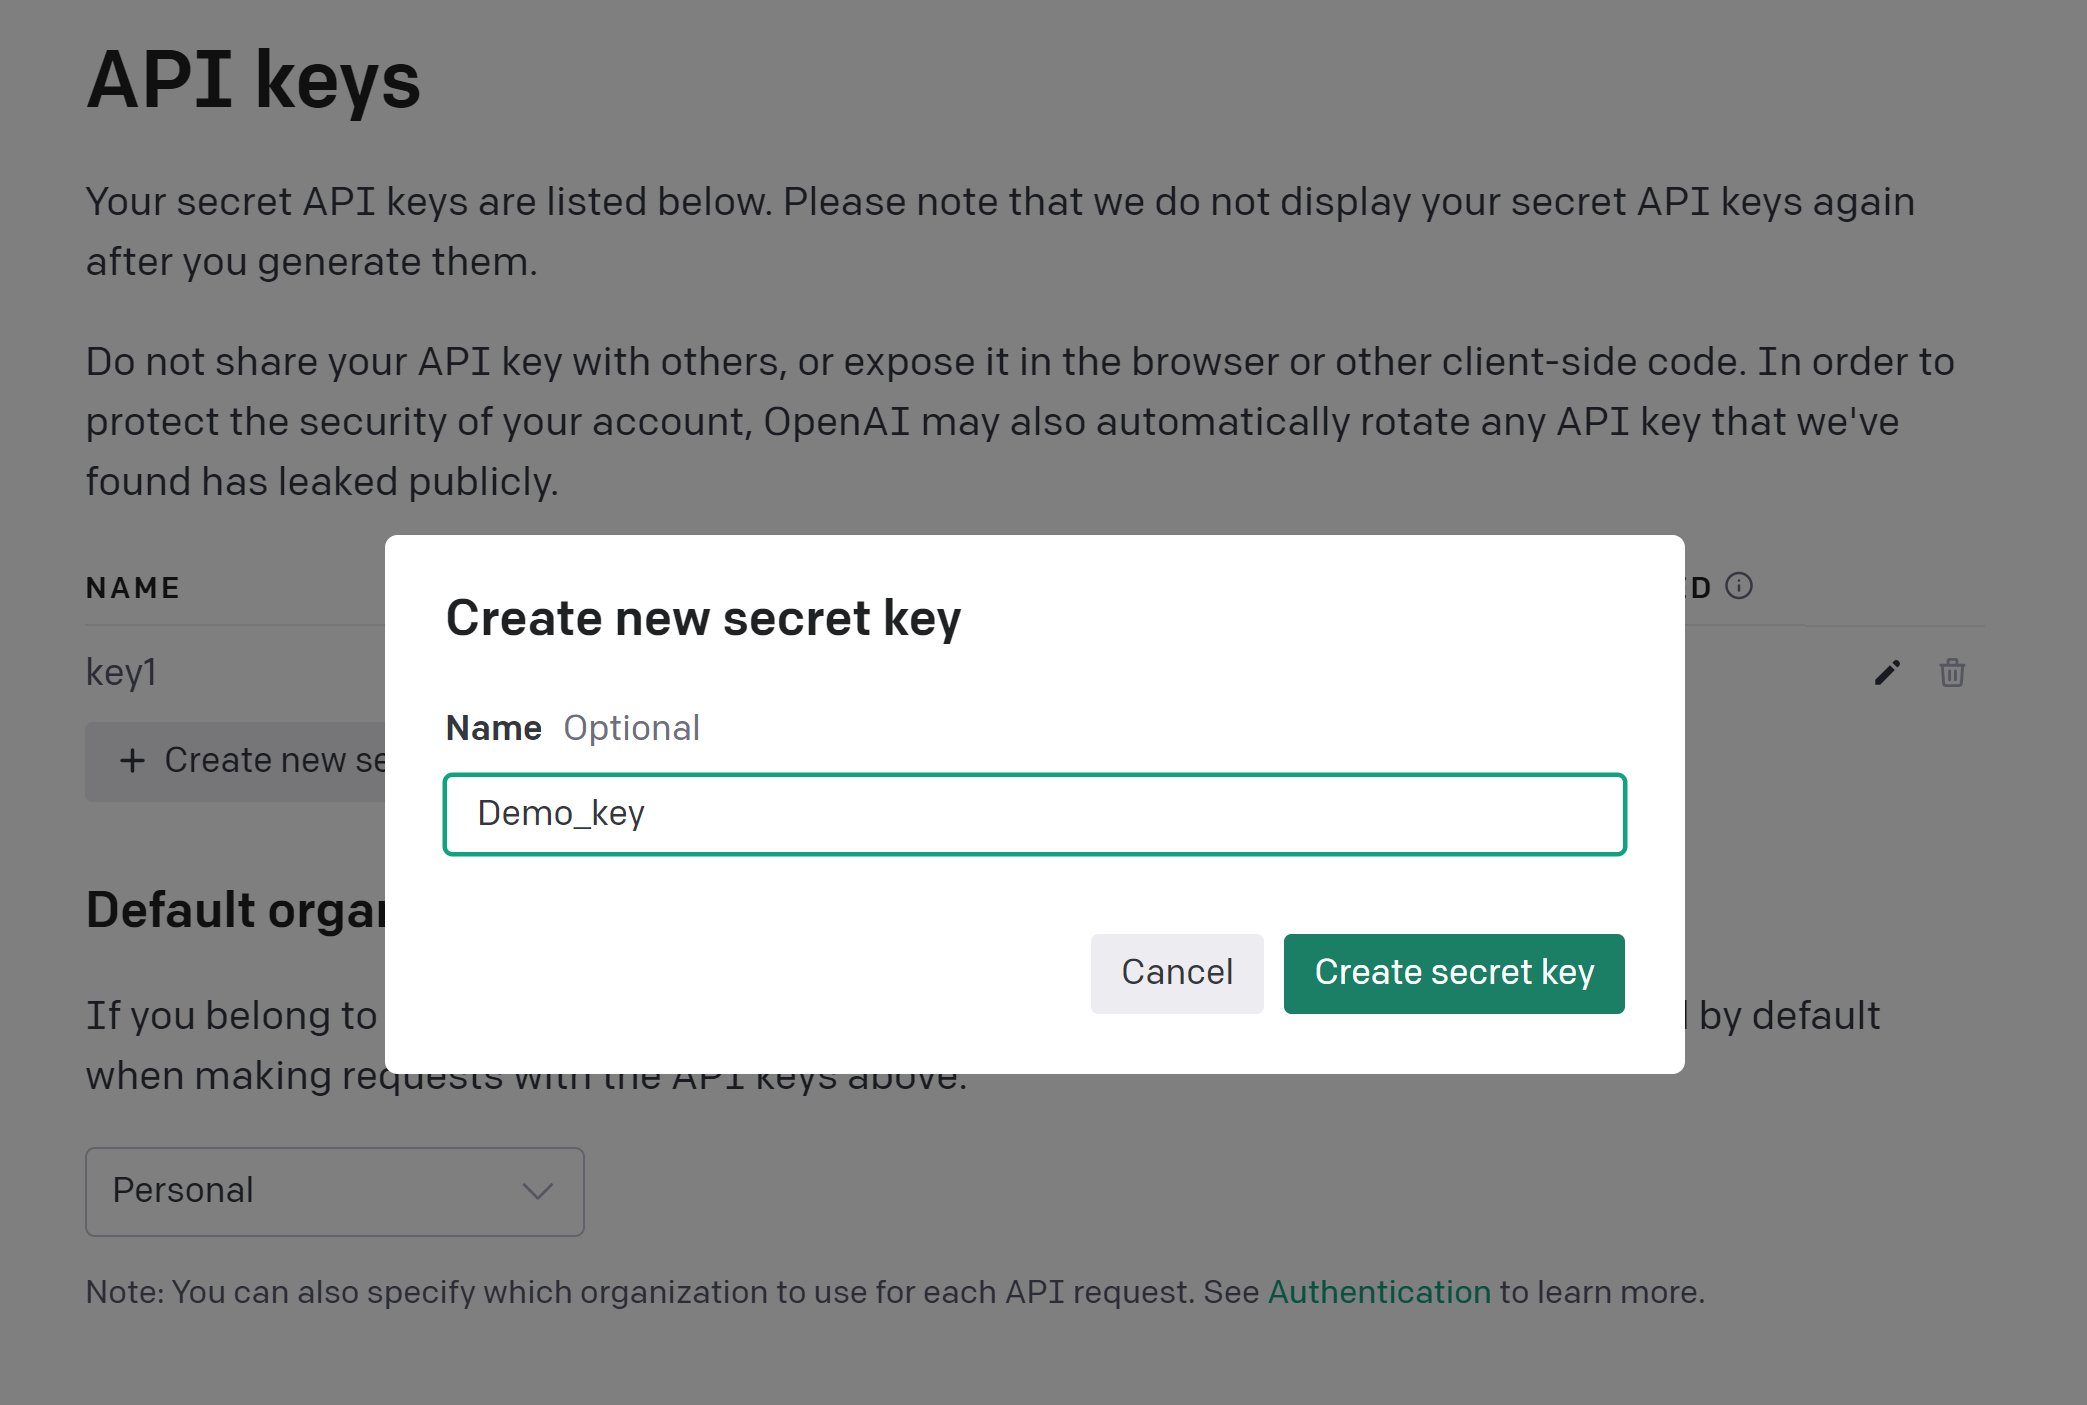 API keys
Your secret API keys are listed below. Please note that we do not display your secret API keys again
after you generate them.
Do not share your API key with others, or expose it in the browser or other client-side code. In order to
protect the security of your account, OpenAI may also automatically rotate any API key that we've
found has leaked publicly.
NAME
key1
+ Create new
Default
If you belong to
by default
when making requests with the API keys above.
Personal
Note: You can also specify which organization to use for each API request. See Authentication to learn more.
Create new secret key
Name Optional
Demo_key
Cancel Create secret key